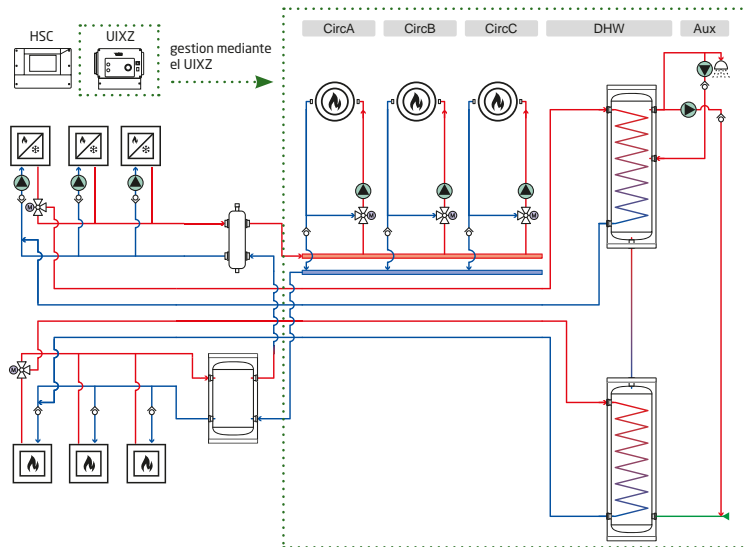 CircA CircB CircC DHW Aux
HSC
UIXZ
gestion mediante
el UIXZ
M M M
M
M